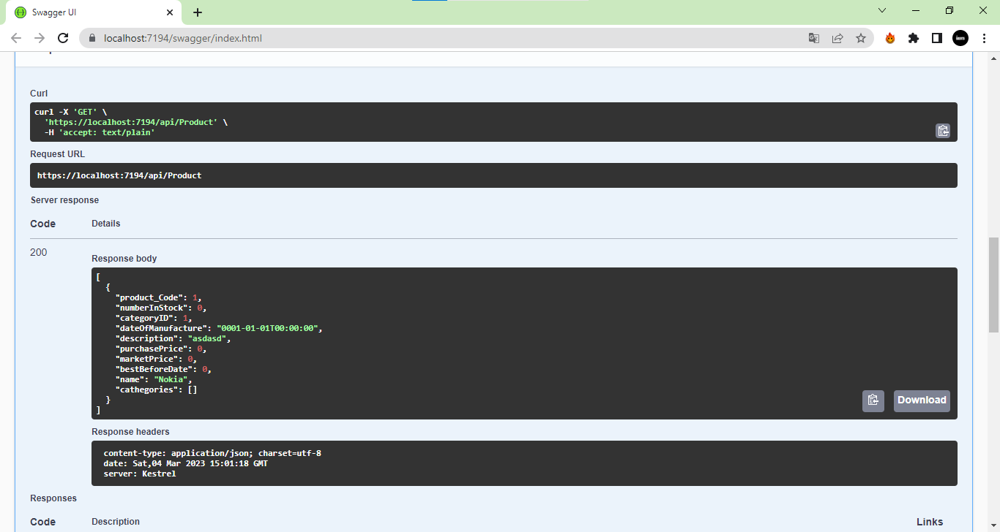 Swagger UI
localhost:7194/swagger/index.html
Curl
curl -X 'GET' \
'https://localhost:7194/api/Product' \
-H 'accept: text/plain'
Request URL
https://localhost:7194/api/Product
Server response
Code Details
200
Response body
[
{
"product_Code": 1,
"numberInStock": 0,
"categoryID": 1,
"dateOfManufacture": "0001-01-01T00:00:00",
"description": "asdasd",
"purchasePrice": 0,
"marketPrice": 0,
"bestBeforeDate": 0,
"name": "Nokia",
"cathegories": []
}
]
Download
Response headers
content-type: application/json; charset=utf-8
date: Sat,04 Mar 2023 15:01:18 GMT
server: Kestrel
Responses
Code Description Links